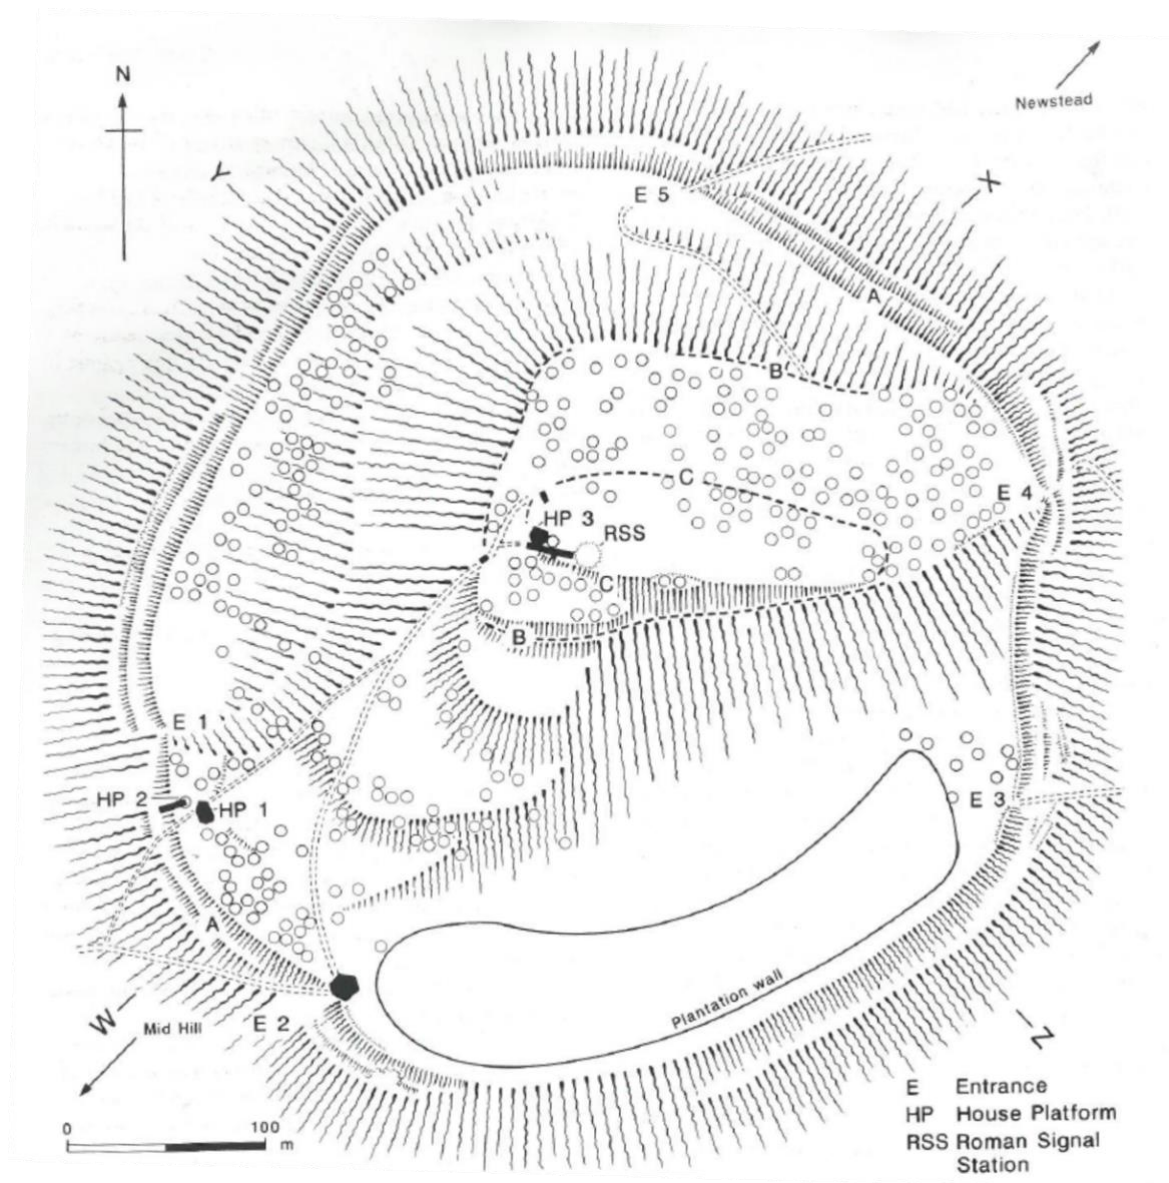 N
Newstead
Y
X
E 5
A
B
C
E 4
HP 3
RSS
C
B
E 1
HP 2
HP 1
E 3
A
Plantation wall
W
Mid Hill
E 2
Z
0 100
m
E Entrance
HP House Platform
RSS Roman Signal
Station